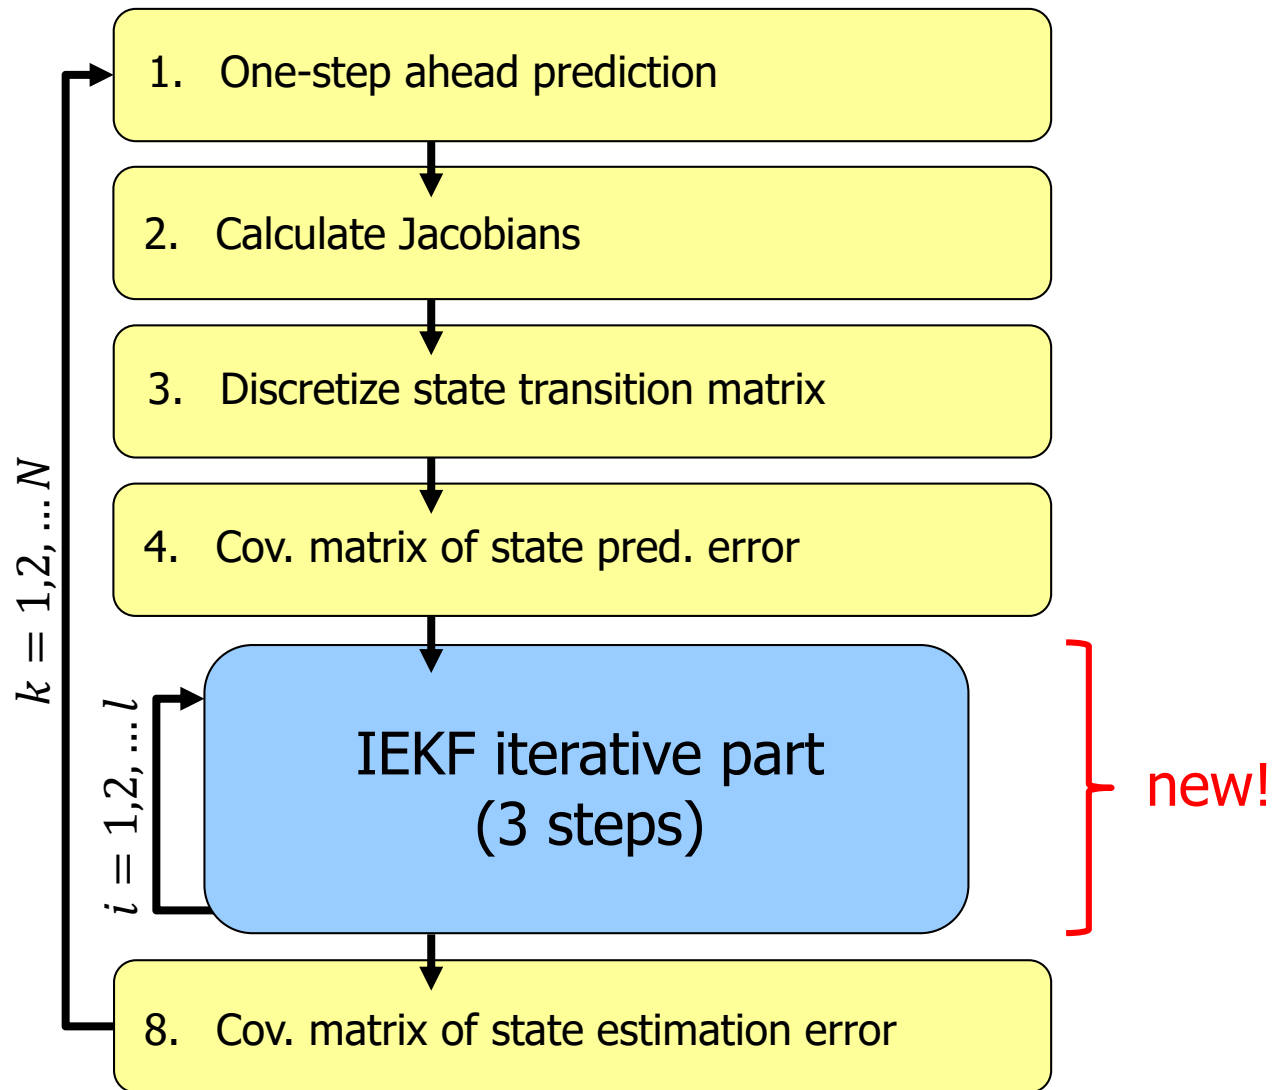 1. One-step ahead prediction
2. Calculate Jacobians
3. Discretize state transition matrix
4. Cov. matrix of state pred. error
k = 1,2, … N
i = 1,2, … l
IEKF iterative part
(3 steps)
new!
8. Cov. matrix of state estimation error